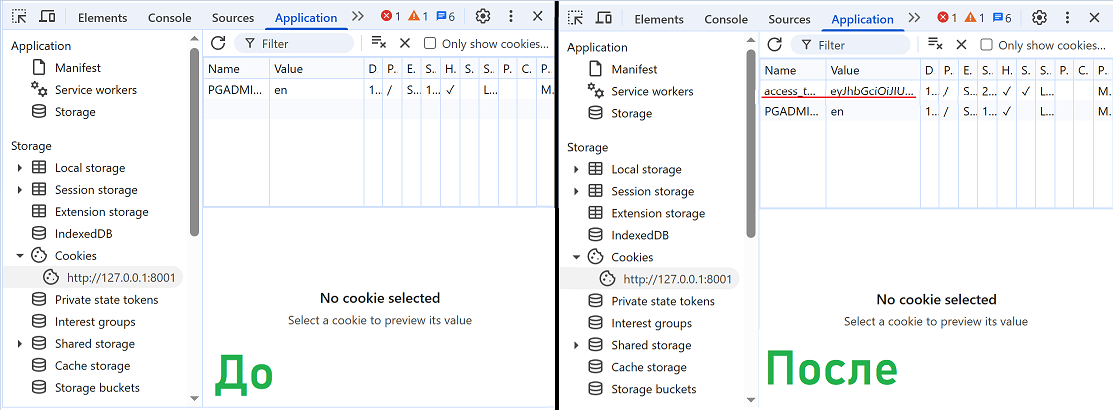 Elements Console Sources Application 1 1 6
Application
Manifest
Service workers
Storage
Storage
Local storage
Session storage
Extension storage
IndexedDB
Cookies
http://127.0.0.1:8001
Private state tokens
Interest groups
Shared storage
Cache storage
Storage buckets
Filter Only show cookies...
Name Value D P.. E. S.. H. S. S.. P. C. P.
PGADMI... en 1... / S... 1... ✓ L... M...
No cookie selected
Select a cookie to preview its value
До
Elements Console Sources Application 1 1 6
Application
Manifest
Service workers
Storage
Storage
Local storage
Session storage
Extension storage
IndexedDB
Cookies
http://127.0.0.1:8001
Private state tokens
Interest groups
Shared storage
Cache storage
Storage buckets
Filter Only show cookies...
Name Value D P.. E. S.. H. S. S.. P. C. P.
access_t... eyJhbGciOiJIU... 1... / S... 2... ✓ ✓ L... M...
PGADMI... en 1... / S... 1... ✓ L... M...
No cookie selected
Select a cookie to preview its value
После